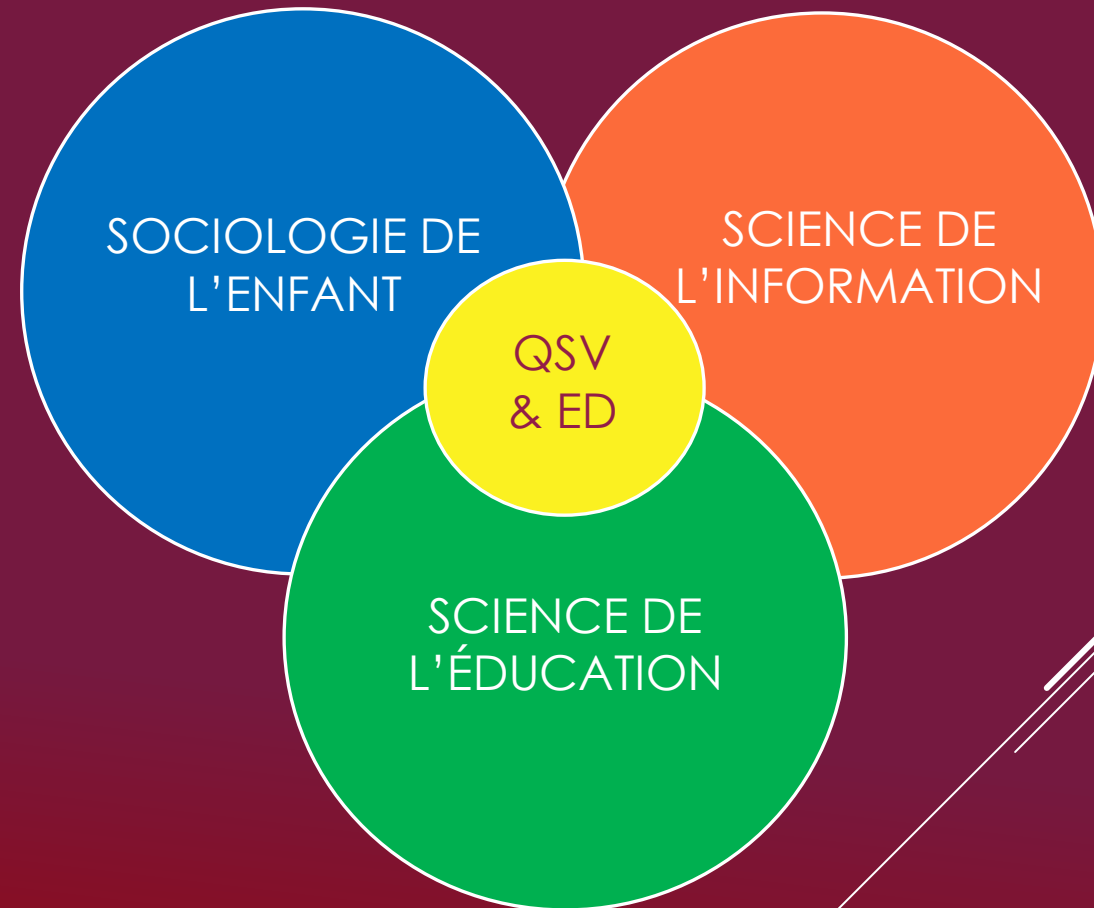 SOCIOLOGIE DE
L’ENFANT
SCIENCE DE
L’INFORMATION
QSV
& ED
SCIENCE DE
L’ÉDUCATION